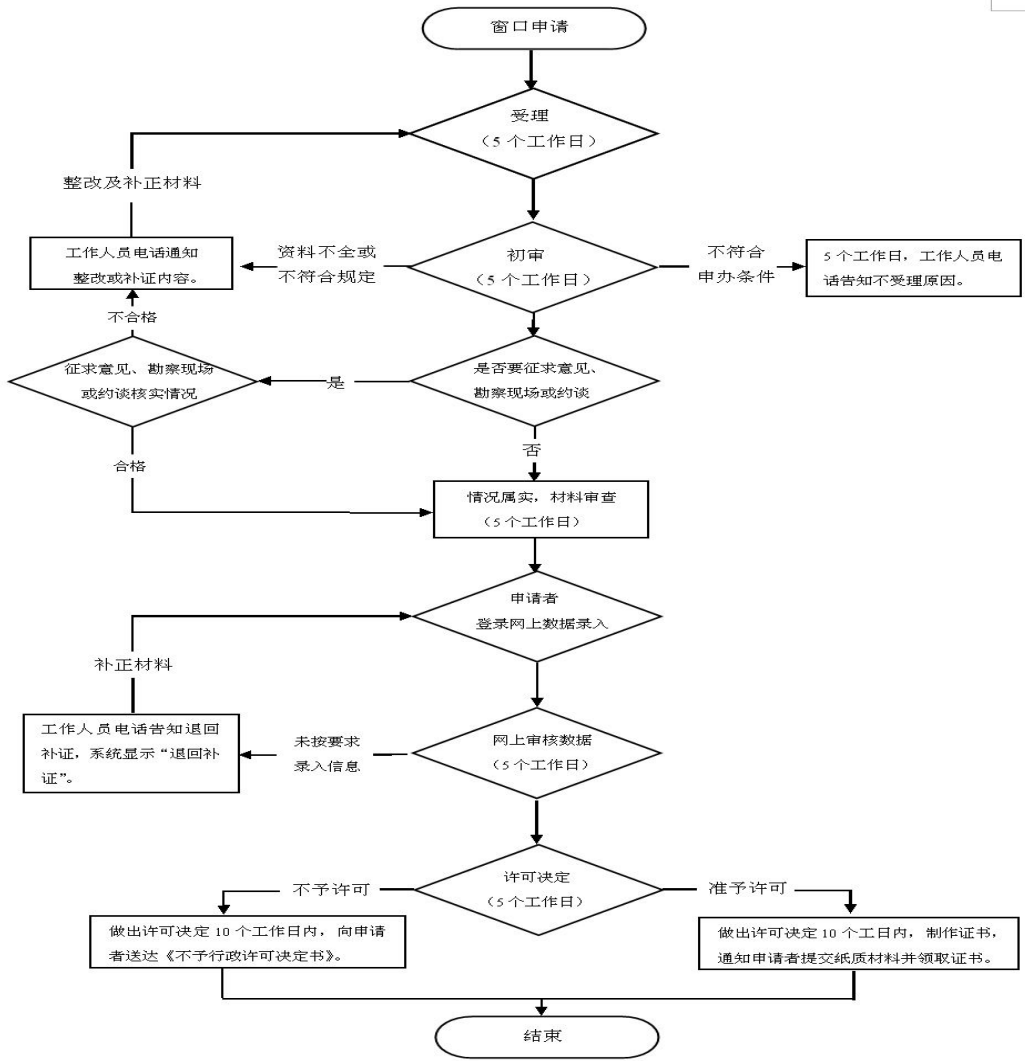 窗口申请
受理
（5 个工作日）
整改及补正材料
工作人员电话通知
整改或补证内容。
资料不全或
不符合规定
初审
（5 个工作日）
不符合
申办条件
5 个工作日，工作人员电
话告知不受理原因。
不合格
征求意见、勘察现场
或约谈核实情况
是
是否要征求意见、
勘察现场或约谈
否
合格
情况属实，材料审查
（5 个工作日）
申请者
登录网上数据录入
补正材料
工作人员电话告知退回
补证，系统显示“退回补
证”。
未按要求
录入信息
网上审核数据
（5 个工作日）
许可决定
（5 个工作日）
不予许可
准予许可
做出许可决定 10 个工作日内，向申请
者送达《不予行政许可决定书》。
做出许可决定 10 个工日内，制作证书，
通知申请者提交纸质材料并领取证书。
结束